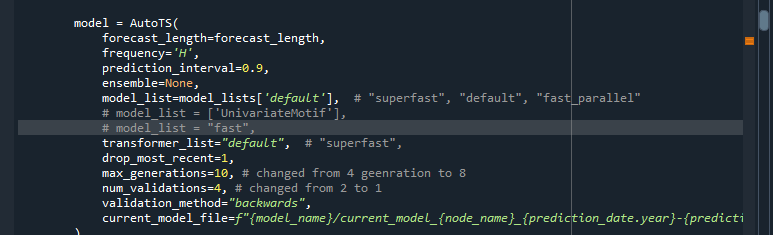 model = AutoTS(
forecast_length=forecast_length,
frequency='H',
prediction_interval=0.9,
ensemble=None,
model_list=model_lists['default'],  # "superfast", "default", "fast_parallel"
# model_list = ['UnivariateMotif'],
# model_list = "fast",
transformer_list="default",  # "superfast",
drop_most_recent=1,
max_generations=10, # changed from 4 geenration to 8
num_validations=4, # changed from 2 to 1
validation_method="backwards",
current_model_file=f"{model_name}/current_model_{node_name}_{prediction_date.year}-{predicti